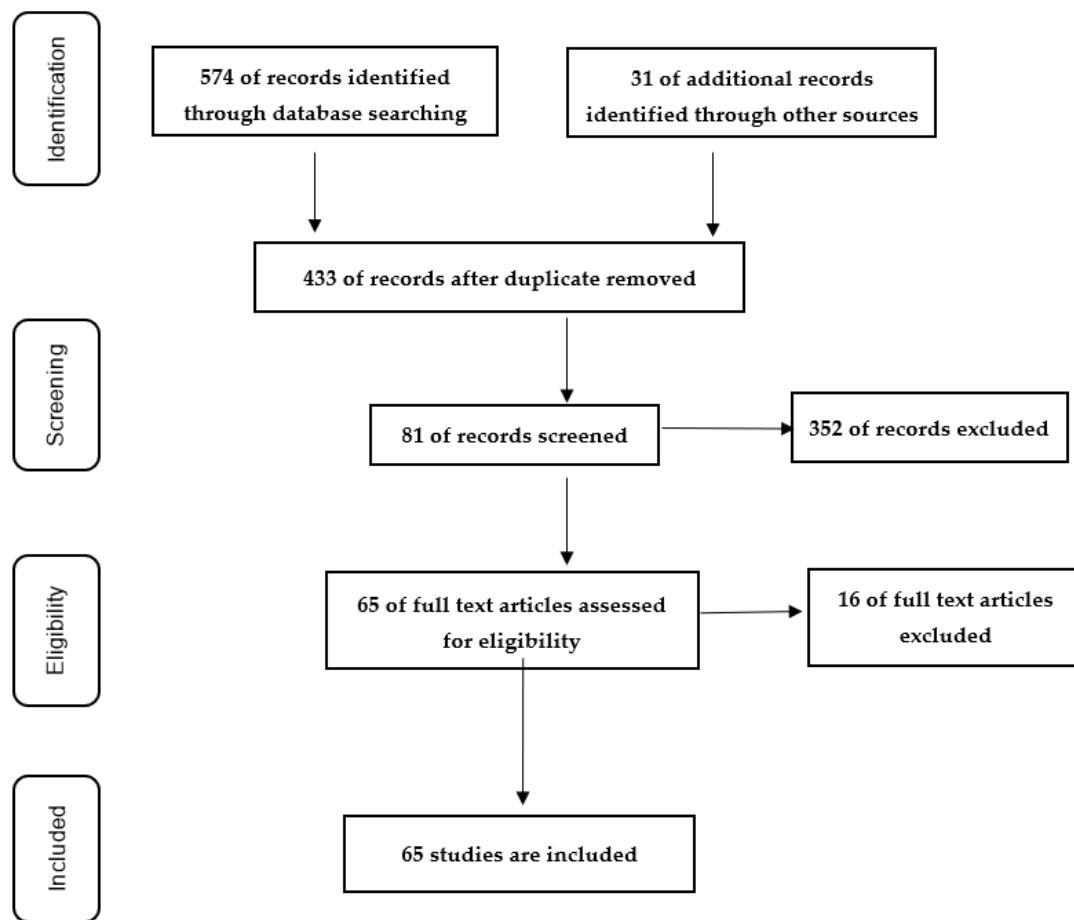 Identification
574 of records identified
through database searching
31 of additional records
identified through other sources
433 of records after duplicate removed
Screening
81 of records screened
352 of records excluded
Eligibility
65 of full text articles assessed
for eligibility
16 of full text articles
excluded
Included
65 studies are included